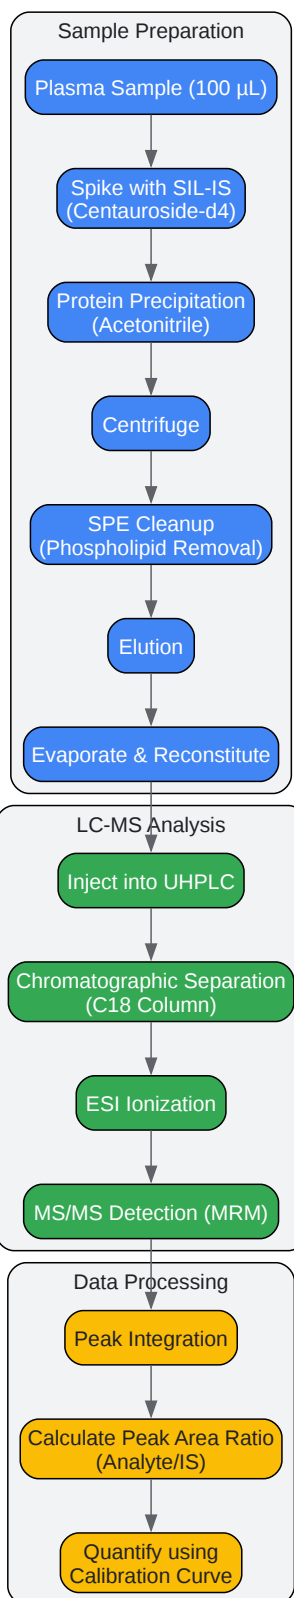 Sample Preparation
Plasma Sample (100 µL)
Spike with SIL-IS
(Centauroside-d4)
Protein Precipitation
(Acetonitrile)
Centrifuge
SPE Cleanup
(Phospholipid Removal)
Elution
Evaporate & Reconstitute
LC-MS Analysis
Inject into UHPLC
Chromatographic Separation
(C18 Column)
ESI Ionization
MS/MS Detection (MRM)
Data Processing
Peak Integration
Calculate Peak Area Ratio
(Analyte/IS)
Quantify using
Calibration Curve